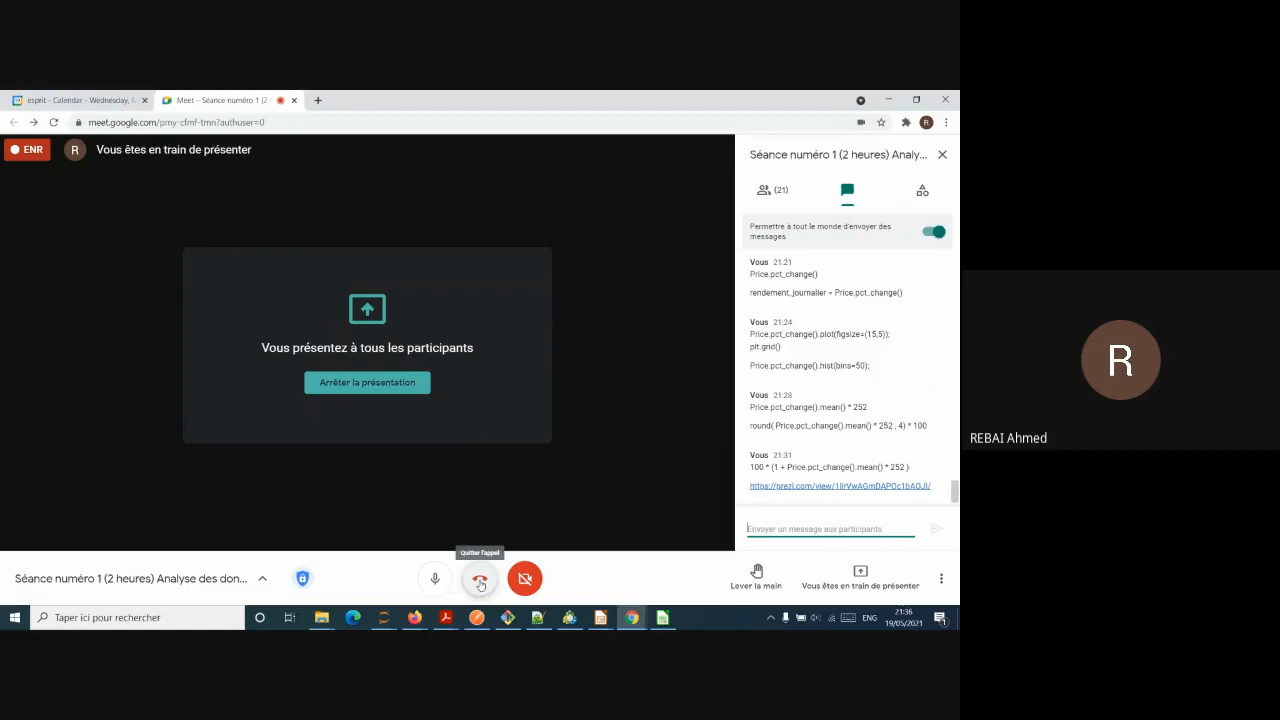 esprit - Calendar - Wednesday, M
Meet – Séance numéro 1 (2
meet.google.com/pmy-cfmf-tmn?authuser=0
R
ENR
R
Vous êtes en train de présenter
Vous présentez à tous les participants
Arrêter la présentation
Séance numéro 1 (2 heures) Analy...
(21)
Permettre à tout le monde d'envoyer des
messages
Vous 21:21
Price.pct_change()
rendement_journalier = Price.pct_change()
Vous 21:24
Price.pct_change().plot(figsize=(15,5));
plt.grid()
Price.pct_change().hist(bins=50);
Vous 21:28
Price.pct_change().mean() * 252
round( Price.pct_change().mean() * 252 , 4) * 100
Vous 21:31
100 * (1 + Price.pct_change().mean() * 252 )
Envoyer un message aux participants
Quitter l'appel
Séance numéro 1 (2 heures) Analyse des don...
Lever la main
Vous êtes en train de présenter
Taper ici pour rechercher
ENG
21:36
19/05/2021
R
REBAI Ahmed